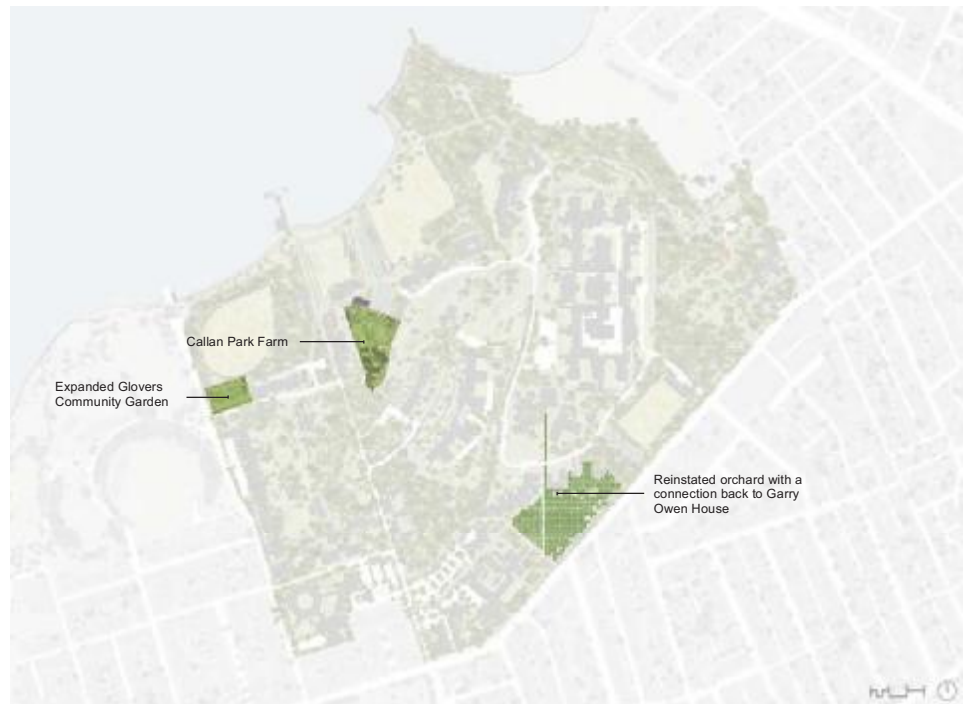 Callan Park Farm
Expanded Glovers
Community Garden
Reinstated orchard with a
connection back to Garry
Owen House